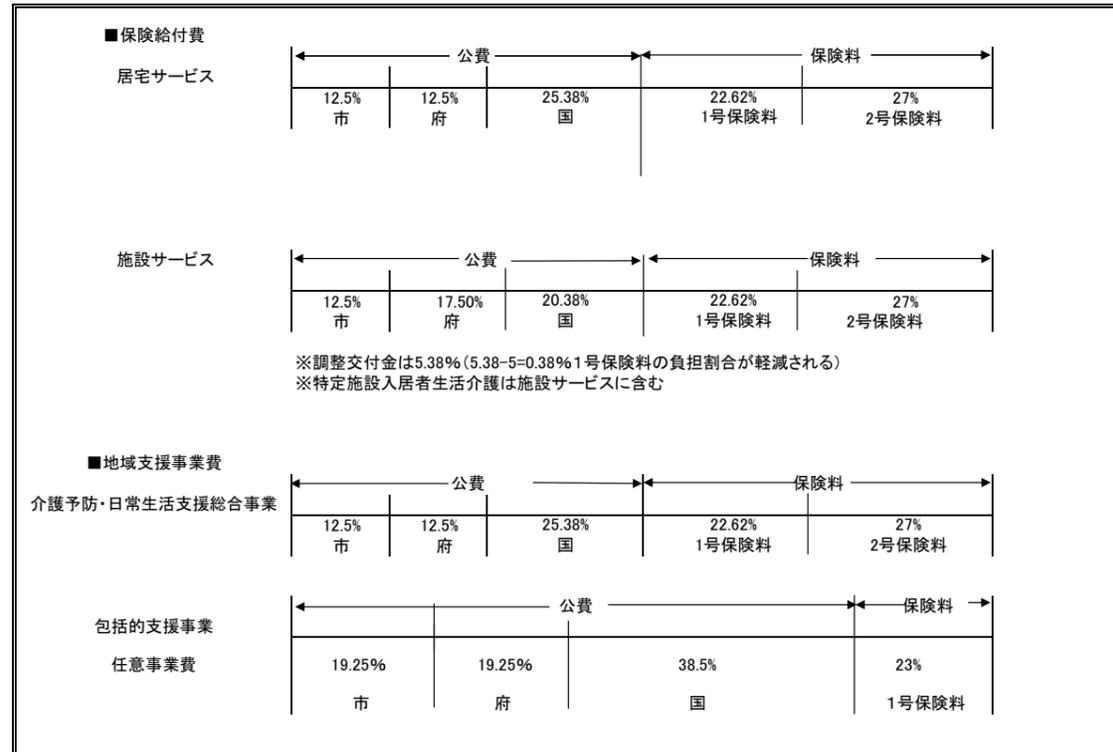 ■保険給付費
公費 保険料
居宅サービス
12.5% 12.5% 25.38% 22.62% 27%
市 府 国 1号保険料 2号保険料
施設サービス 公費 保険料
12.5% 17.50% 20.38% 22.62% 27%
市 府 国 1号保険料 2号保険料
※調整交付金は5.38%(5.38-5=0.38%1号保険料の負担割合が軽減される)
※特定施設入居者生活介護は施設サービスに含む
■地域支援事業費
公費 保険料
介護予防・日常生活支援総合事業
12.5% 12.5% 25.38% 22.62% 27%
市 府 国 1号保険料 2号保険料
公費 保険料
包括的支援事業
任意事業費 19.25% 19.25% 38.5% 23%
市 府 国 1号保険料